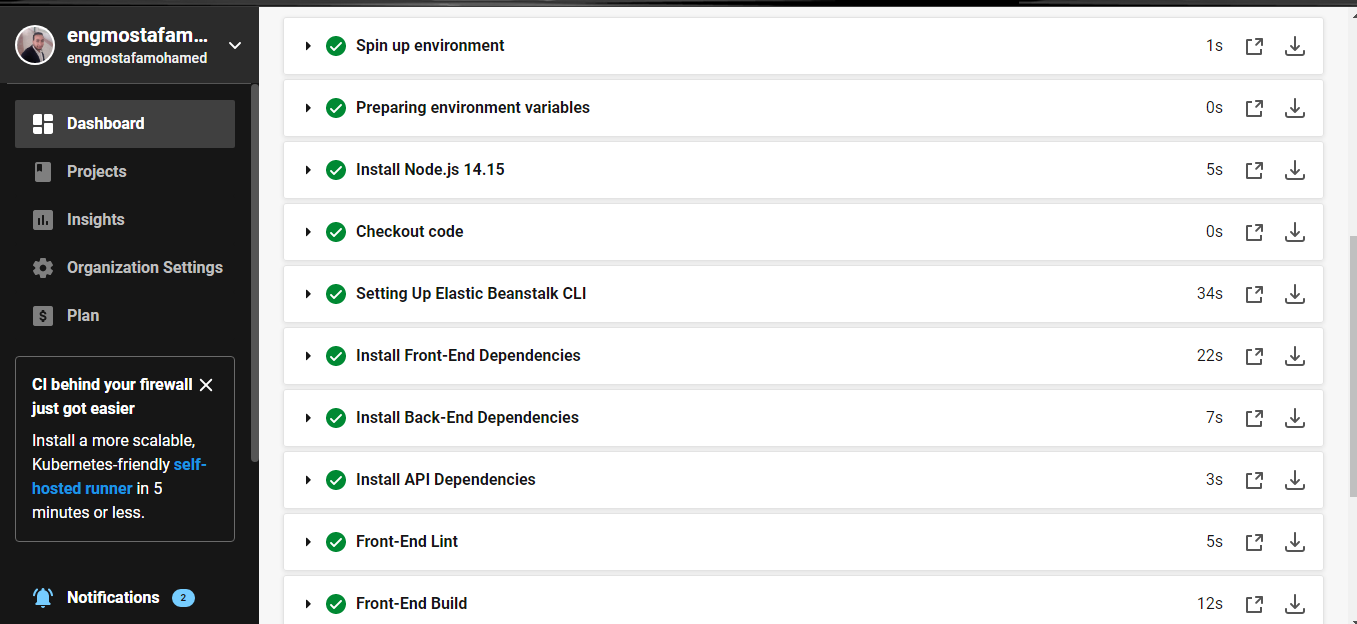 engmostafam...
engmostafamohamed
Dashboard
Projects
Insights
Organization Settings
$ Plan
CI behind your firewall
just got easier
Install a more scalable,
Kubernetes-friendly self-
hosted runner in 5
minutes or less.
Notifications 2
Spin up environment 1s
Preparing environment variables 0s
Install Node.js 14.15 5s
Checkout code 0s
Setting Up Elastic Beanstalk CLI 34s
Install Front-End Dependencies 22s
Install Back-End Dependencies 7s
Install API Dependencies 3s
Front-End Lint 5s
Front-End Build 12s